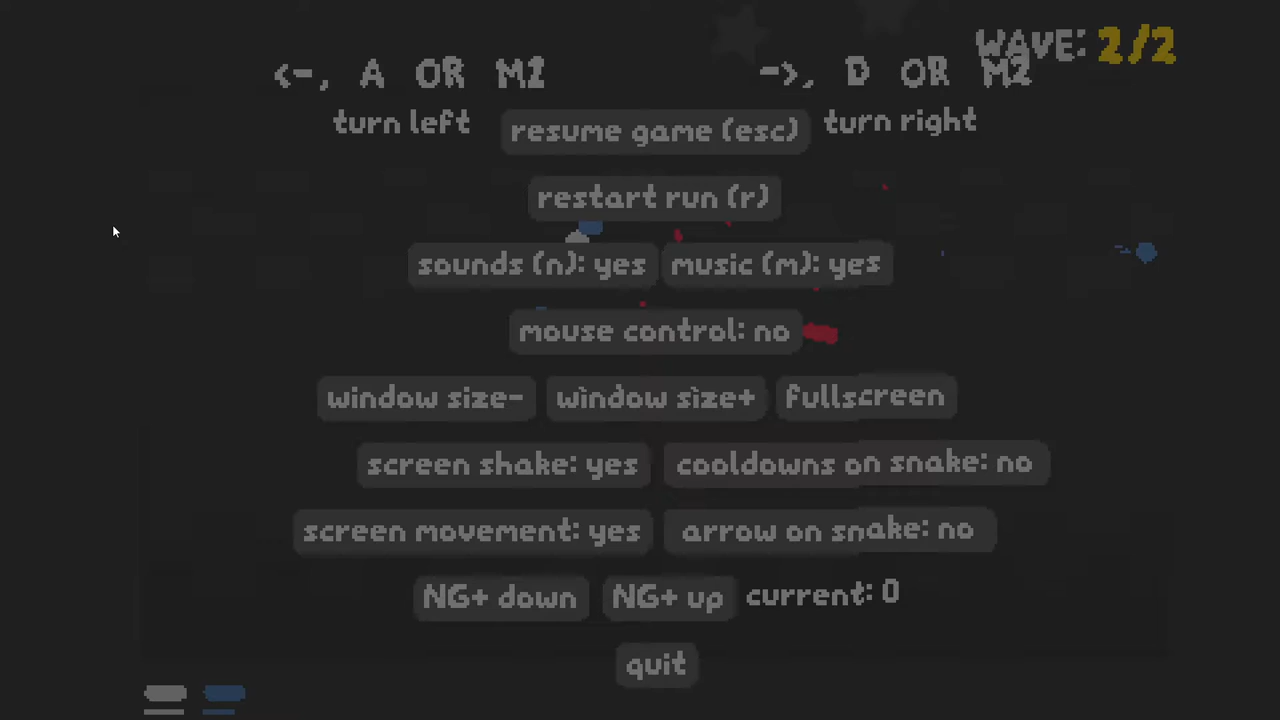 WAVE: 2/2
<-, A OR M1 ->, D OR M2
turn left resume game (esc) turn right
restart run (r)
sounds (n): yes music (m): yes
mouse control: no
window size- window size+ fullscreen
screen shake: yes cooldowns on snake: no
screen movement: yes arrow on snake: no
NG+ down NG+ up current: 0
quit